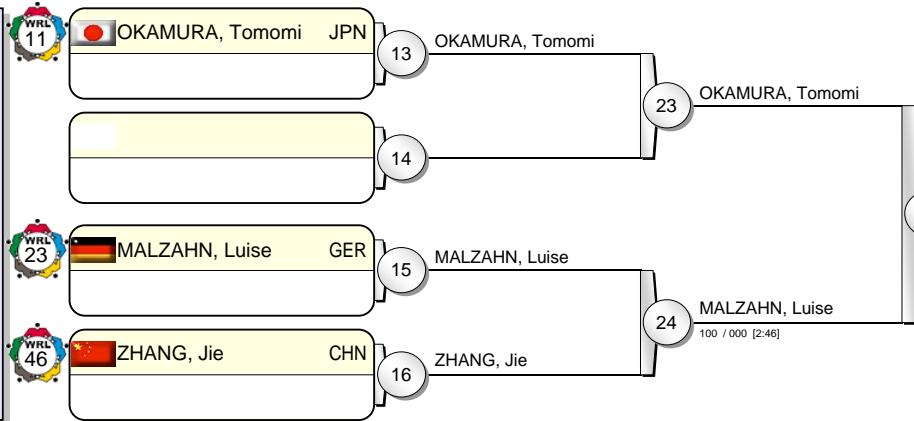 WRL
11
OKAMURA, Tomomi JPN
13
OKAMURA, Tomomi
23
OKAMURA, Tomomi
14
WRL
23
MALZAHN, Luise GER
15
MALZAHN, Luise
24
MALZAHN, Luise
100 / 000 [2:46]
WRL
46
ZHANG, Jie CHN
16
ZHANG, Jie